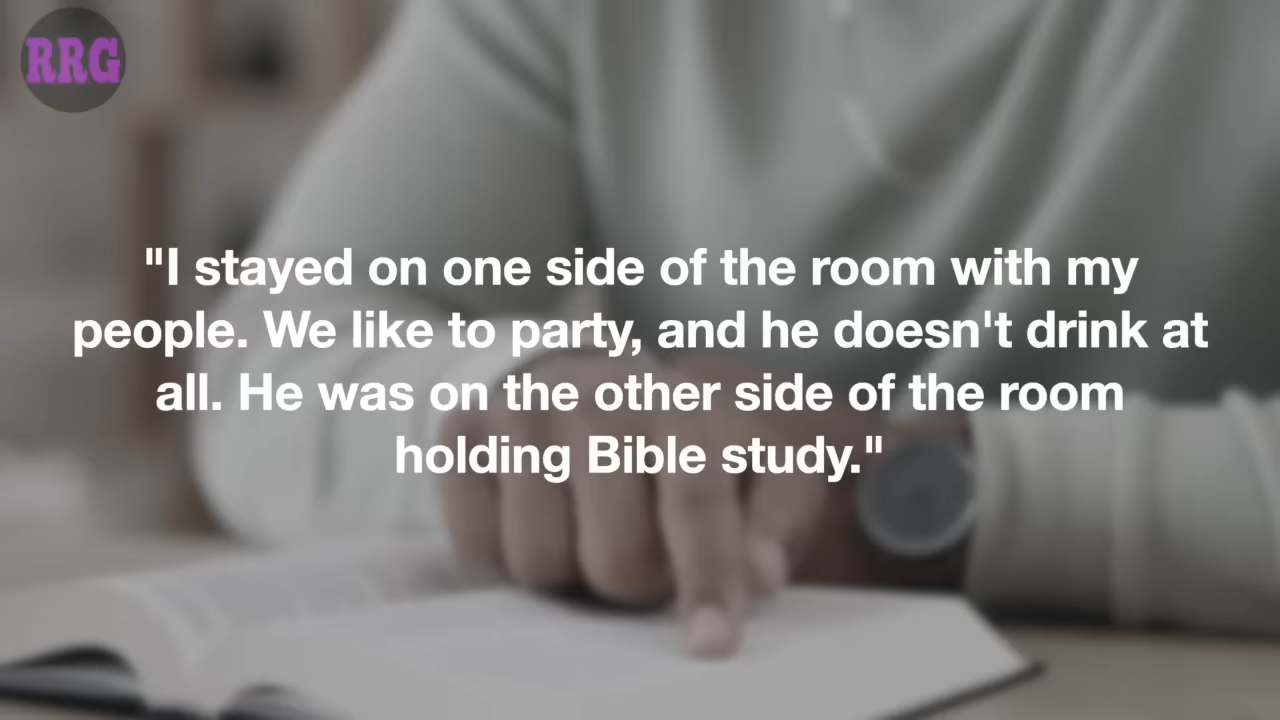 RRG
"I stayed on one side of the room with my
people. We like to party, and he doesn't drink at
all. He was on the other side of the room
holding Bible study."